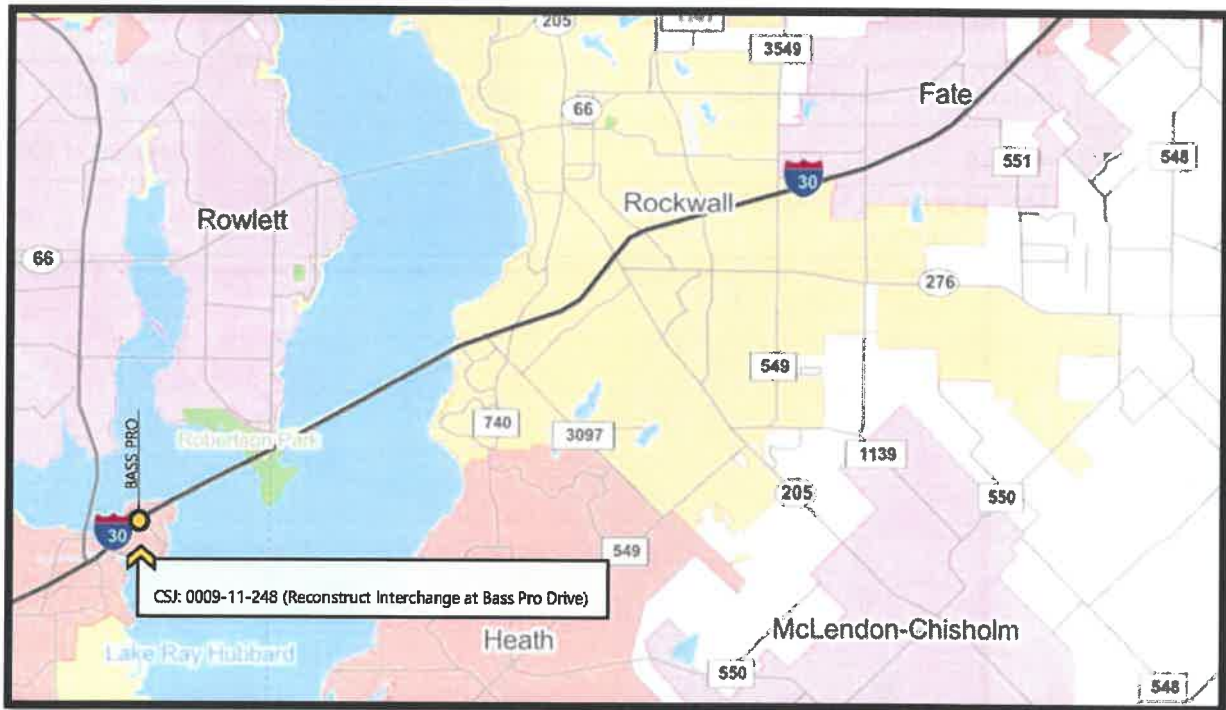 205
1141
3549
Fate
66
551
548
30
Rockwall
Rowlett
66
276
549
740
3097
Robertson Park
1139
BASS PRO
205
550
30
549
CSJ: 0009-11-248 (Reconstruct Interchange at Bass Pro Drive)
Heath
McLendon-Chisholm
Lake Ray Hubbard
550
548